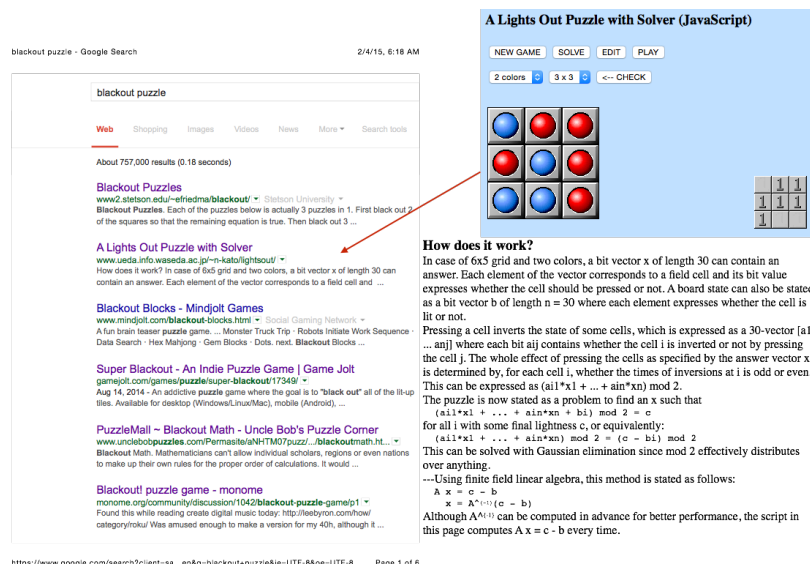 blackout puzzle - Google Search
2/4/15, 6:18 AM
blackout puzzle
Web Shopping Images Videos News More Search tools
About 757,000 results (0.18 seconds)
Blackout Puzzles
www2.stetson.edu/~efriedma/blackout/ Stetson University
Blackout Puzzles. Each of the puzzles below is actually 3 puzzles in 1. First black out 2
of the squares so that the remaining equation is true. Then black out 3 ...
A Lights Out Puzzle with Solver
www.ueda.info.waseda.ac.jp/~n-kato/lightsout/
How does it work? In case of 6x5 grid and two colors, a bit vector x of length 30 can
contain an answer. Each element of the vector corresponds to a field cell and ...
Blackout Blocks - Mindjolt Games
www.mindjolt.com/blackout-blocks.html Social Gaming Network
A fun brain teaser puzzle game. ... Monster Truck Trip · Robots Initiate Work Sequence ·
Data Search · Hex Mahjong · Gem Blocks · Dots. next. Blackout Blocks ...
Super Blackout - An Indie Puzzle Game | Game Jolt
gamejolt.com/games/puzzle/super-blackout/17349/
Aug 14, 2014 - An addictive puzzle game where the goal is to "black out" all of the lit-up
tiles. Available for desktop (Windows/Linux/Mac), mobile (Android), ...
PuzzleMall ~ Blackout Math - Uncle Bob's Puzzle Corner
www.unclebobpuzzles.com/Permasite/aNHTM07puzz/.../blackoutmath.ht...
Blackout Math. Mathematicians can't allow individual scholars, regions or even nations
to make up their own rules for the proper order of calculations. It would ...
Blackout! puzzle game - monome
monome.org/community/discussion/1042/blackout-puzzle-game/p1
Found this while reading create digital music today: http://leebyron.com/how/
category/roku/ Was amused enough to make a version for my 40h, although it ...
https://www.google.com/search?client=sa...en&q=blackout+puzzle&ie=UTF-8&oe=UTF-8
Page 1 of 6
A Lights Out Puzzle with Solver (JavaScript)
NEW GAME SOLVE EDIT PLAY
2 colors 3 x 3 <-- CHECK
1 1
1 1 1
1
How does it work?
In case of 6x5 grid and two colors, a bit vector x of length 30 can contain an
answer. Each element of the vector corresponds to a field cell and its bit value
expresses whether the cell should be pressed or not. A board state can also be stated
as a bit vector b of length n = 30 where each element expresses whether the cell is
lit or not.
Pressing a cell inverts the state of some cells, which is expressed as a 30-vector [a1
... anj] where each bit aij contains whether the cell i is inverted or not by pressing
the cell j. The whole effect of pressing the cells as specified by the answer vector x
is determined by, for each cell i, whether the times of inversions at i is odd or even
This can be expressed as (ai1*x1 + ... + ain*xn) mod 2.
The puzzle is now stated as a problem to find an x such that
(ai1*x1 + ... + ain*xn + bi) mod 2 = c
for all i with some final lightness c, or equivalently:
(ai1*x1 + ... + ain*xn) mod 2 = (c - bi) mod 2
This can be solved with Gaussian elimination since mod 2 effectively distributes
over anything.
---Using finite field linear algebra, this method is stated as follows:
A x = c - b
x = A^(-1)(c - b)
Although A^(-1) can be computed in advance for better performance, the script in
this page computes A x = c - b every time.